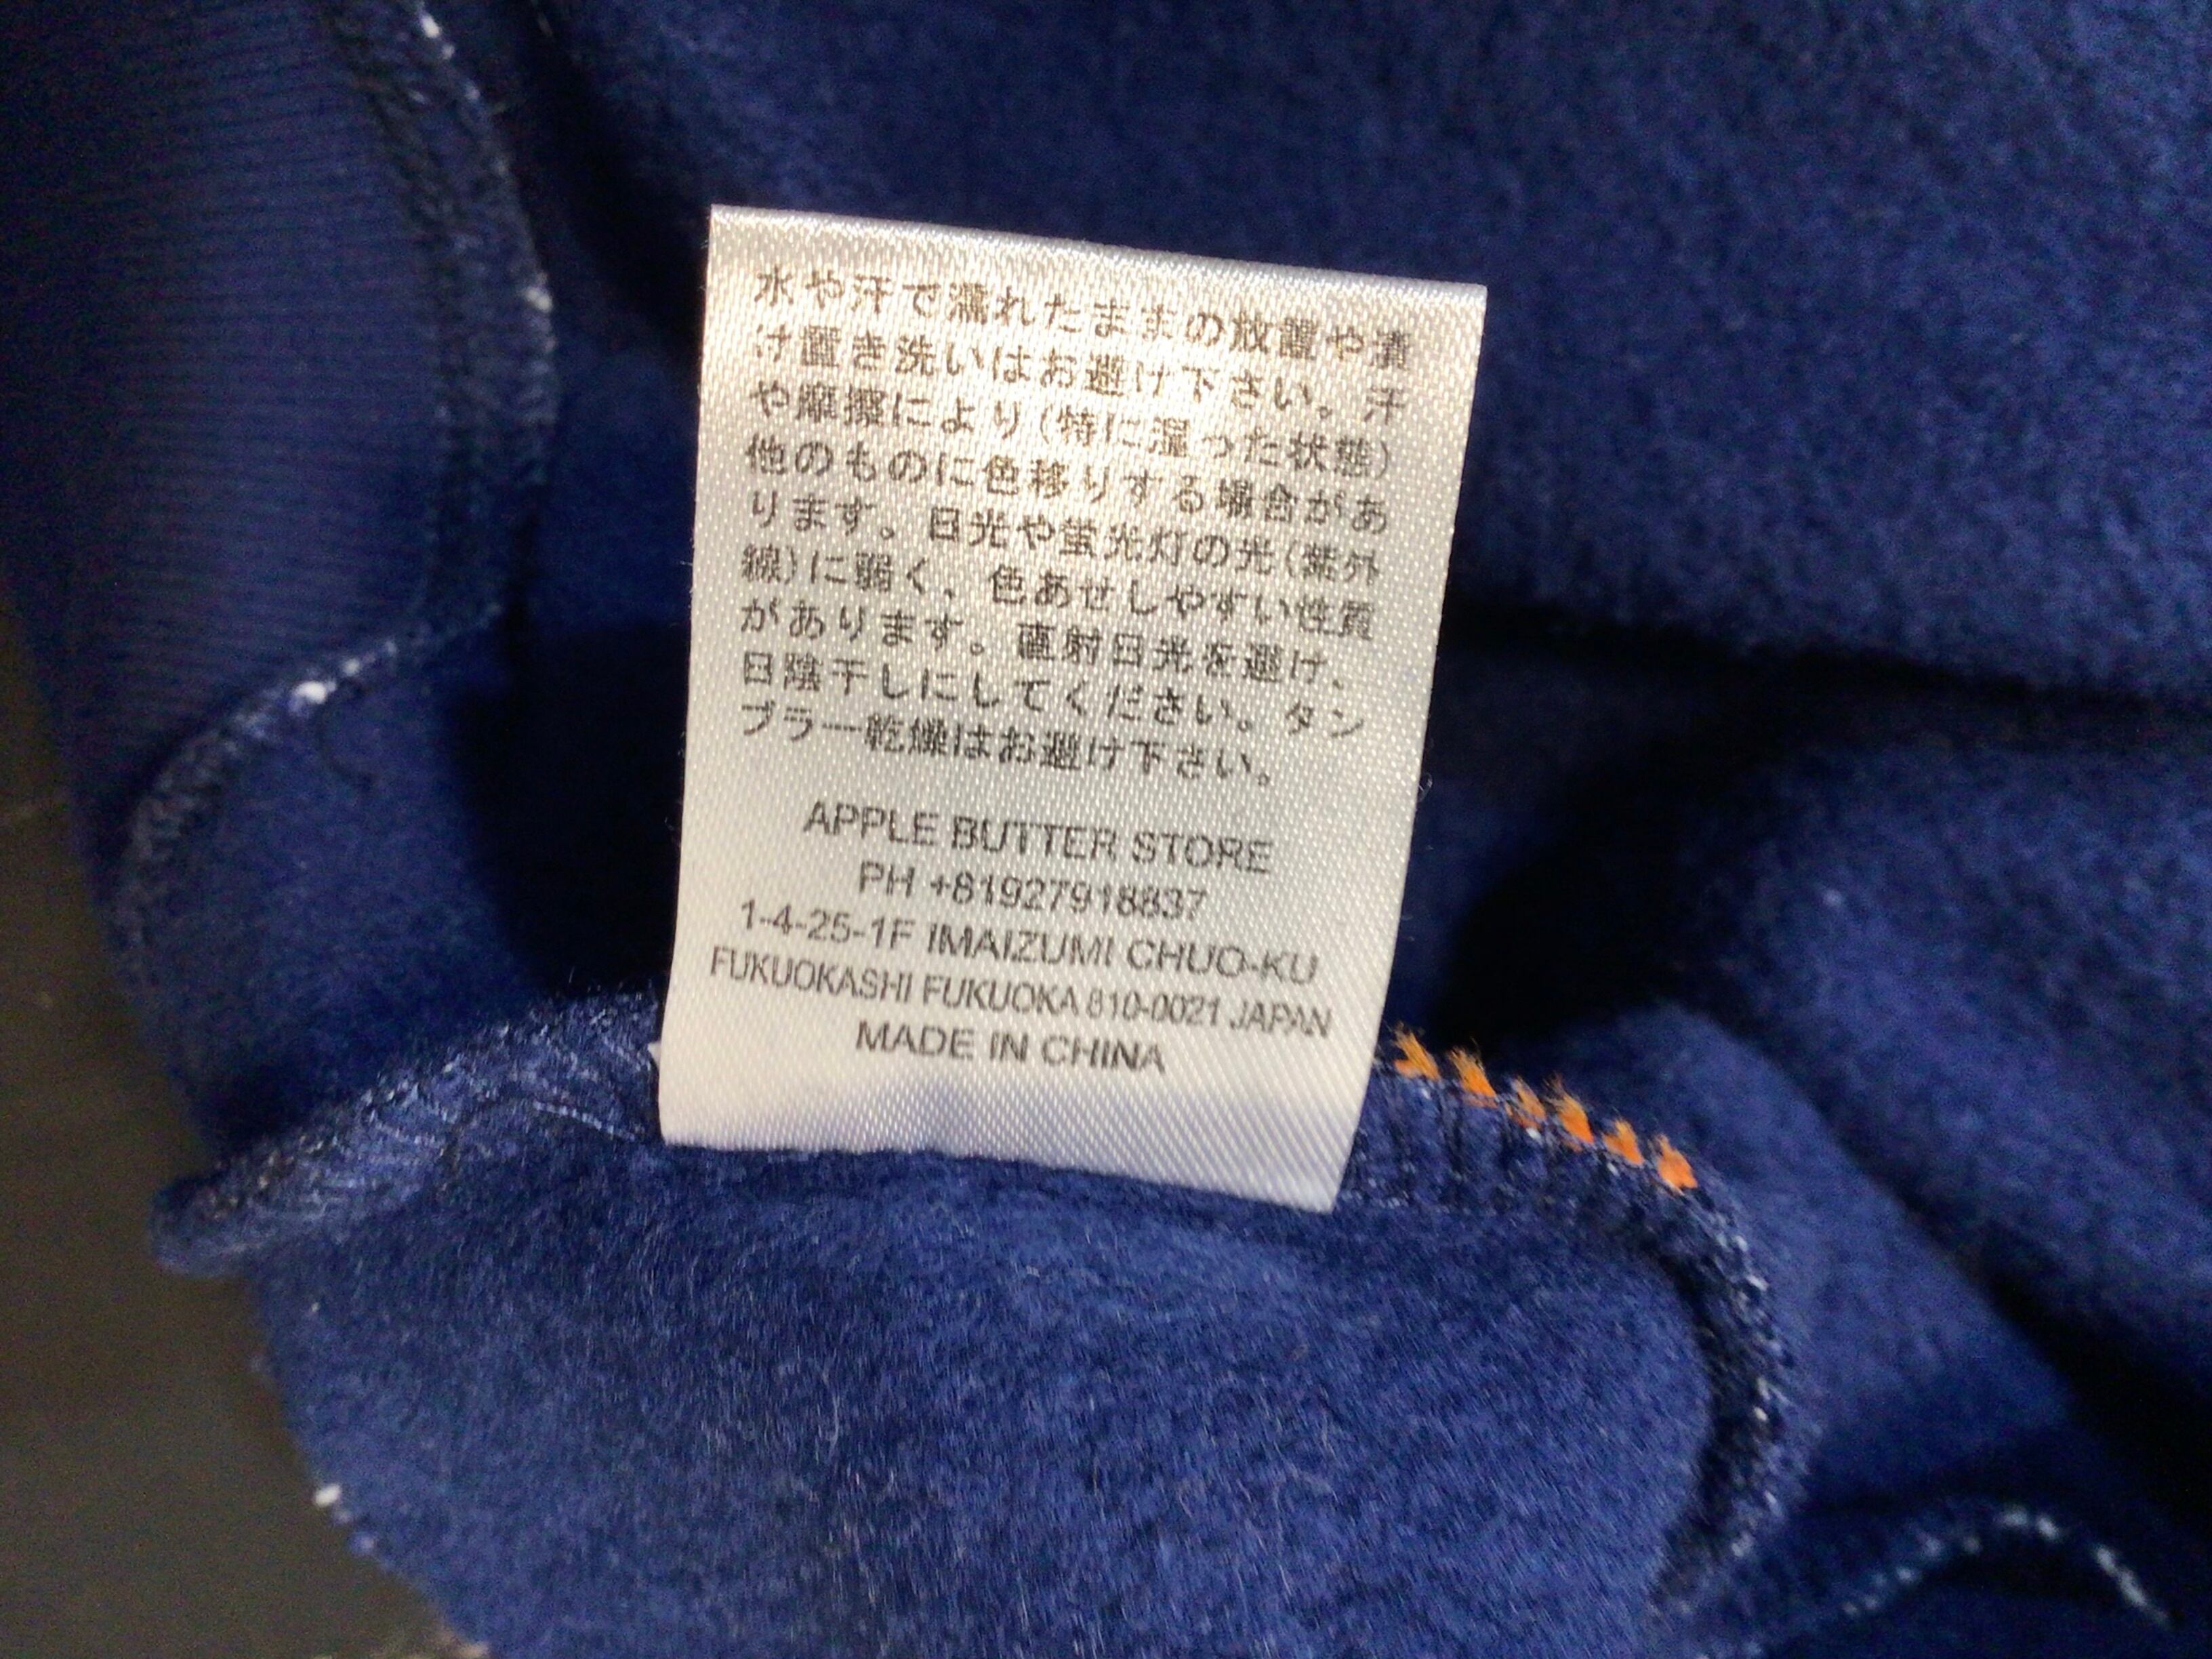 水や汗で濡れたままの放置や漬
け置き洗いはお避け下さい。汗
や摩擦により(特に湿った状態)
他のものに色移りする場合があ
ります。日光や蛍光灯の光(紫外
線)に弱く、色あせしやすい性質
があります。直射日光を避け、
日陰干しにしてください。タン
ブラー乾燥はお避け下さい。
APPLE BUTTER STORE
PH +81927918837
1-4-25-1F IMAIZUMI CHUO-KU
FUKUOKASHI FUKUOKA 810-0021 JAPAN
MADE IN CHINA